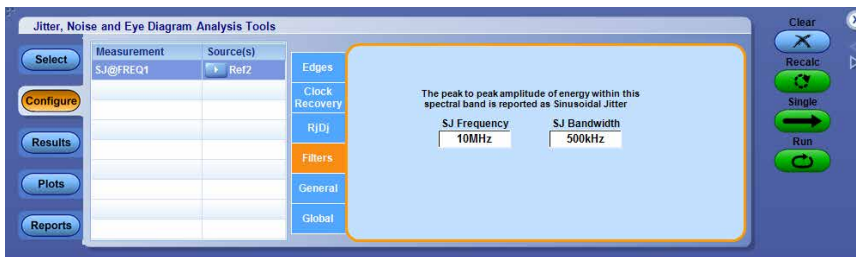 Jitter, Noise and Eye Diagram Analysis Tools
Clear
Select
Measurement
Source(s)
SJ@FREQ1
Ref2
Edges
Recalc
Configure
Clock
Recovery
The peak to peak amplitude of energy within this
spectral band is reported as Sinusoidal Jitter
Single
RjDj
SJ Frequency
SJ Bandwidth
10MHz
500kHz
Results
Run
Filters
Plots
General
Reports
Global